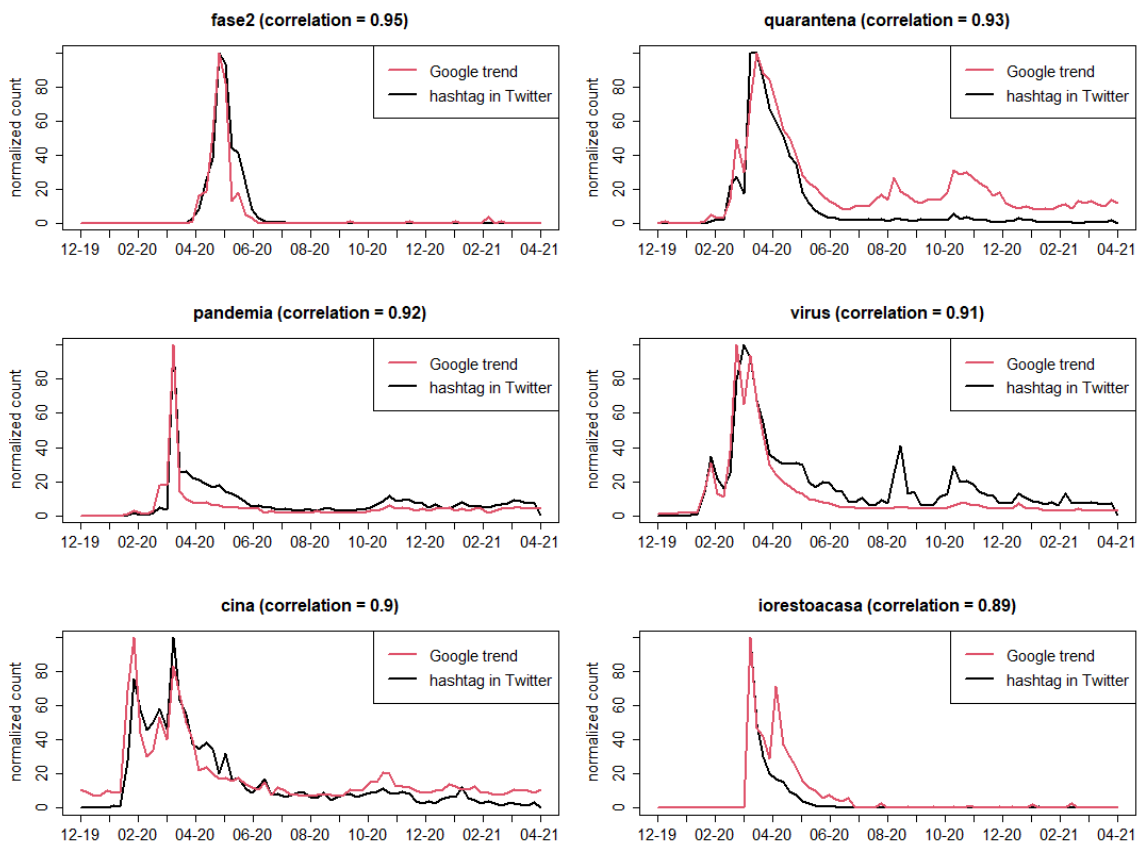 fase2 (correlation = 0.95)
normalized count
0 20 40 60 80
Google trend
hashtag in Twitter
12-19 02-20 04-20 06-20 08-20 10-20 12-20 02-21 04-21
quarantena (correlation = 0.93)
normalized count
0 20 40 60 80
Google trend
hashtag in Twitter
12-19 02-20 04-20 06-20 08-20 10-20 12-20 02-21 04-21
pandemia (correlation = 0.92)
normalized count
0 20 40 60 80
Google trend
hashtag in Twitter
12-19 02-20 04-20 06-20 08-20 10-20 12-20 02-21 04-21
virus (correlation = 0.91)
normalized count
0 20 40 60 80
Google trend
hashtag in Twitter
12-19 02-20 04-20 06-20 08-20 10-20 12-20 02-21 04-21
cina (correlation = 0.9)
normalized count
0 20 40 60 80
Google trend
hashtag in Twitter
12-19 02-20 04-20 06-20 08-20 10-20 12-20 02-21 04-21
iorestoacasa (correlation = 0.89)
normalized count
0 20 40 60 80
Google trend
hashtag in Twitter
12-19 02-20 04-20 06-20 08-20 10-20 12-20 02-21 04-21